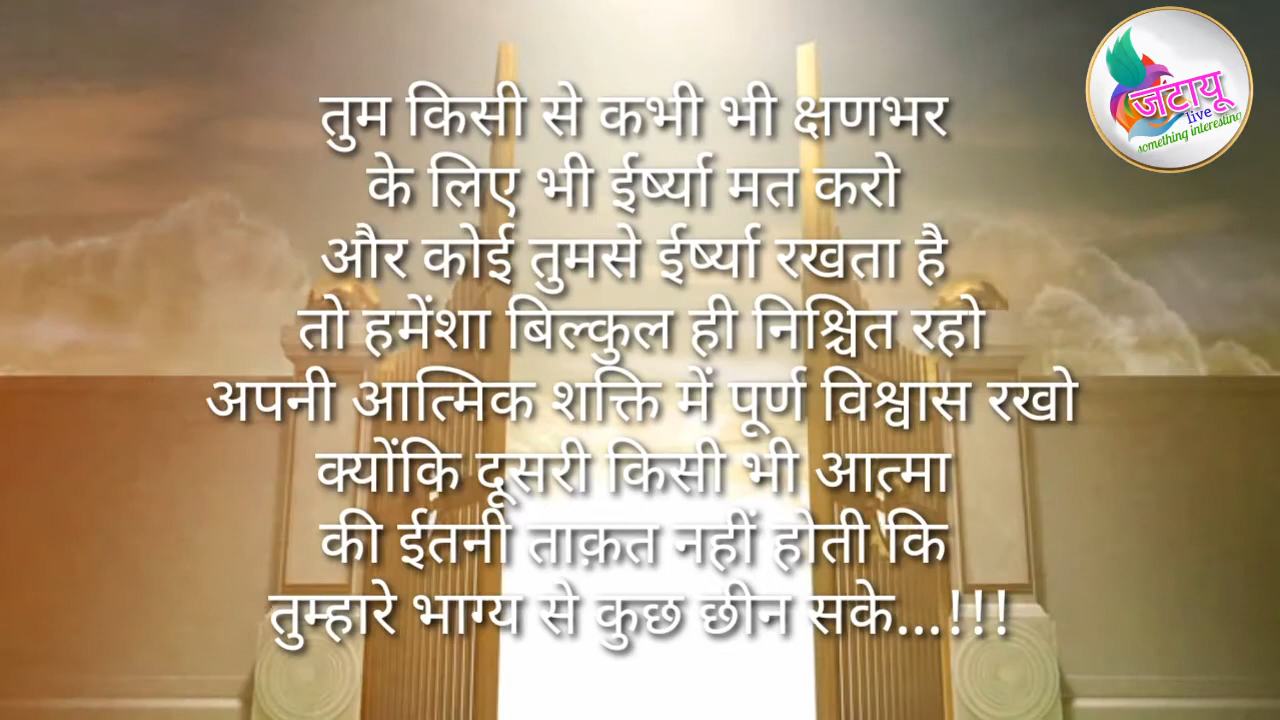 तुम किसी से कभी भी क्षणभर
के लिए भी ईर्ष्या मत करो
और कोई तुमसे ईर्ष्या रखता है
तो हमेंशा बिल्कुल ही निश्चित रहो
अपनी आत्मिक शक्ति में पूर्ण विश्वास रखो
क्योंकि दूसरी किसी भी आत्मा
की ईतनी ताक़त नहीं होती कि
तुम्हारे भाग्य से कुछ छीन सके...!!!
जटायू
live
something interesting